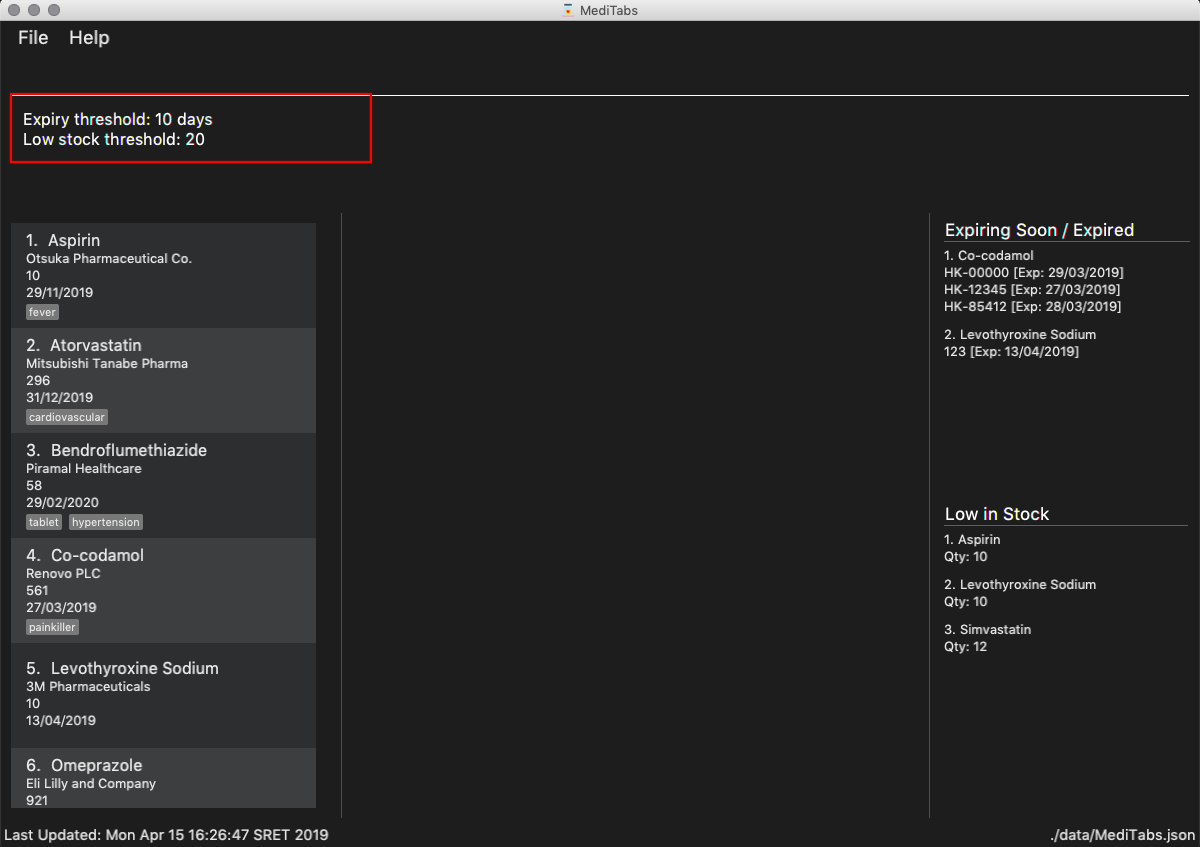 MediTabs
File Help
Expiry threshold: 10 days
Low stock threshold: 20
1. Aspirin
Otsuka Pharmaceutical Co.
10
29/11/2019
fever
2. Atorvastatin
Mitsubishi Tanabe Pharma
296
31/12/2019
cardiovascular
3. Bendroflumethiazide
Piramal Healthcare
58
29/02/2020
tablet hypertension
4. Co-codamol
Renovo PLC
561
27/03/2019
painkiller
5. Levothyroxine Sodium
3M Pharmaceuticals
10
13/04/2019
6. Omeprazole
Eli Lilly and Company
921
Expiring Soon / Expired
1. Co-codamol
HK-00000 [Exp: 29/03/2019]
HK-12345 [Exp: 27/03/2019]
HK-85412 [Exp: 28/03/2019]
2. Levothyroxine Sodium
123 [Exp: 13/04/2019]
Low in Stock
1. Aspirin
Qty: 10
2. Levothyroxine Sodium
Qty: 10
3. Simvastatin
Qty: 12
Last Updated: Mon Apr 15 16:26:47 SRET 2019
./data/MediTabs.json